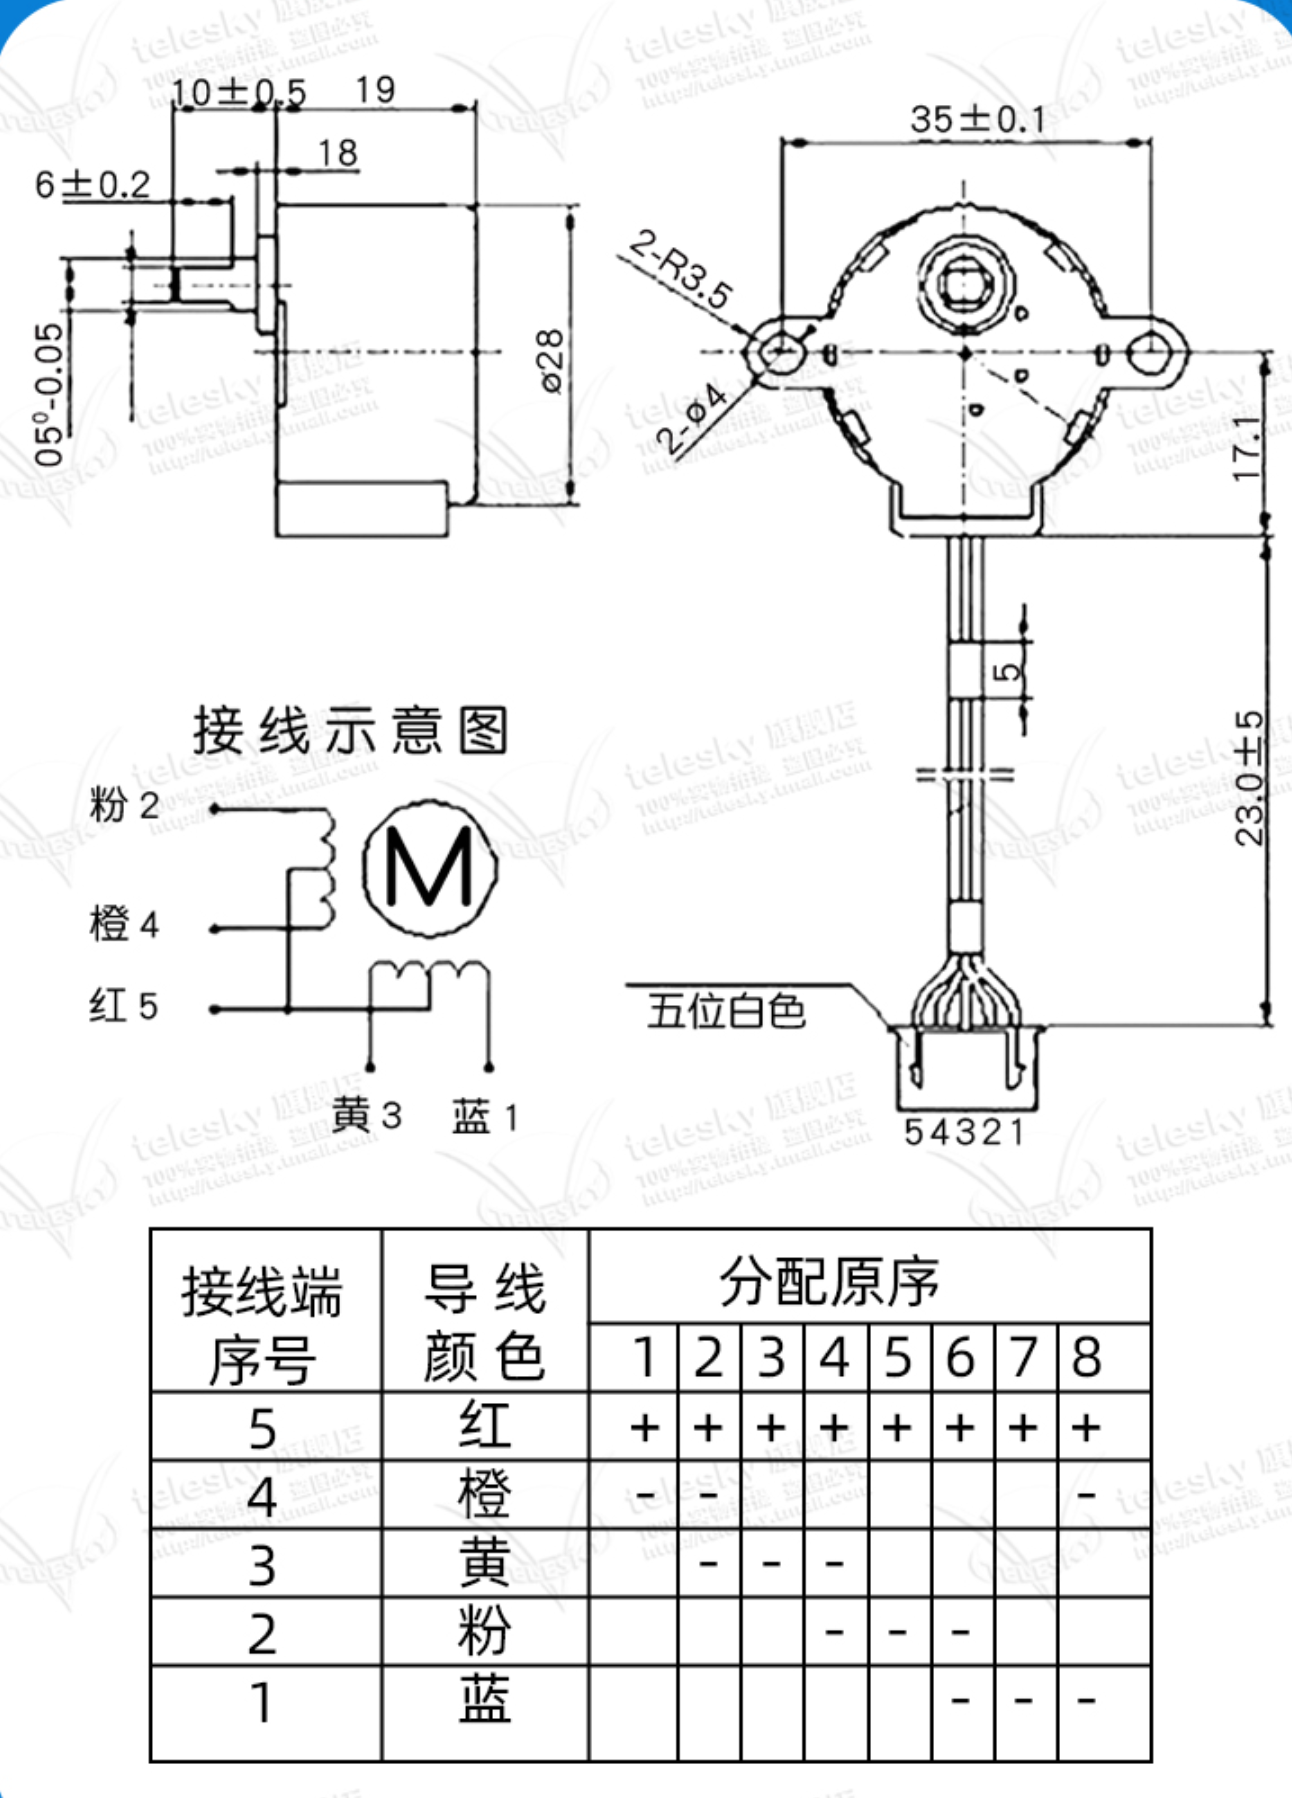 10±0.5
19
18
6±0.2
05⁰-0.05
ø28
35±0.1
2-R3.5
2-ø4
17.1
5
23.0±5
接线示意图
粉 2
橙 4
红 5
M
黄 3
蓝 1
五位白色
54321
接线端序号 导线颜色 分配原序
1 2 3 4 5 6 7 8
5 红 + + + + + + + +
4 橙 - - -
3 黄 - - -
2 粉 - - -
1 蓝 - - -
telesky 旗舰店
100%实物拍摄 盗图必究
http://telesky.tmall.com
TELESKY